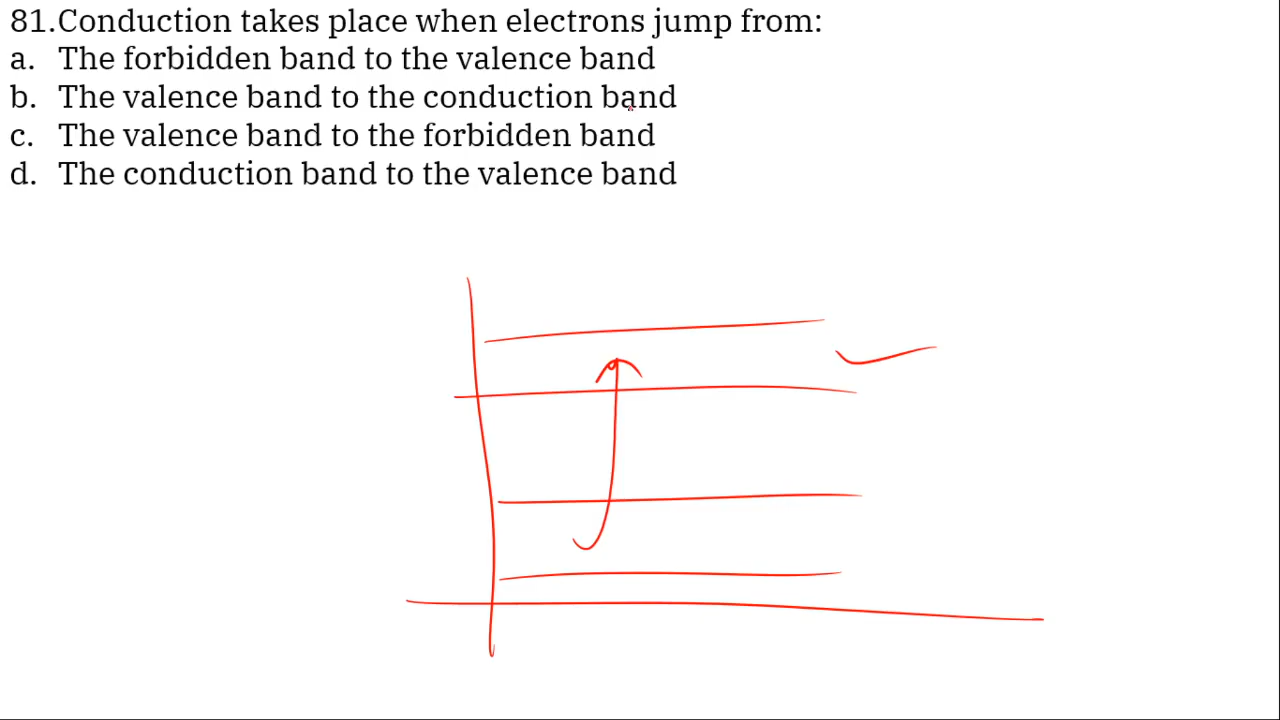 81.Conduction takes place when electrons jump from:
a. The forbidden band to the valence band
b. The valence band to the conduction band
c. The valence band to the forbidden band
d. The conduction band to the valence band